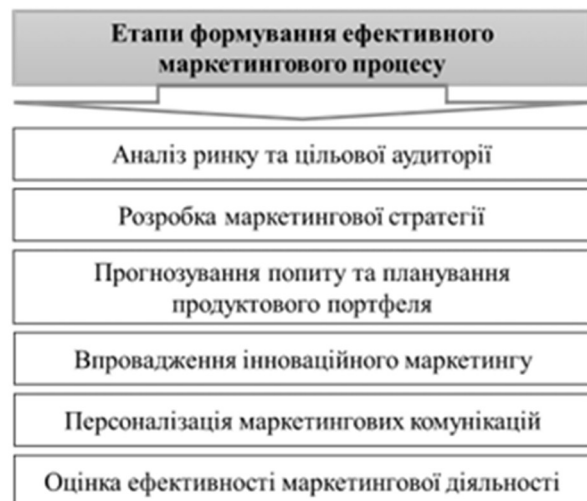 Етапи формування ефективного
маркетингового процесу
Аналіз ринку та цільової аудиторії
Розробка маркетингової стратегії
Прогнозування попиту та планування
продуктового портфеля
Впровадження інноваційного маркетингу
Персоналізація маркетингових комунікацій
Оцінка ефективності маркетингової діяльності